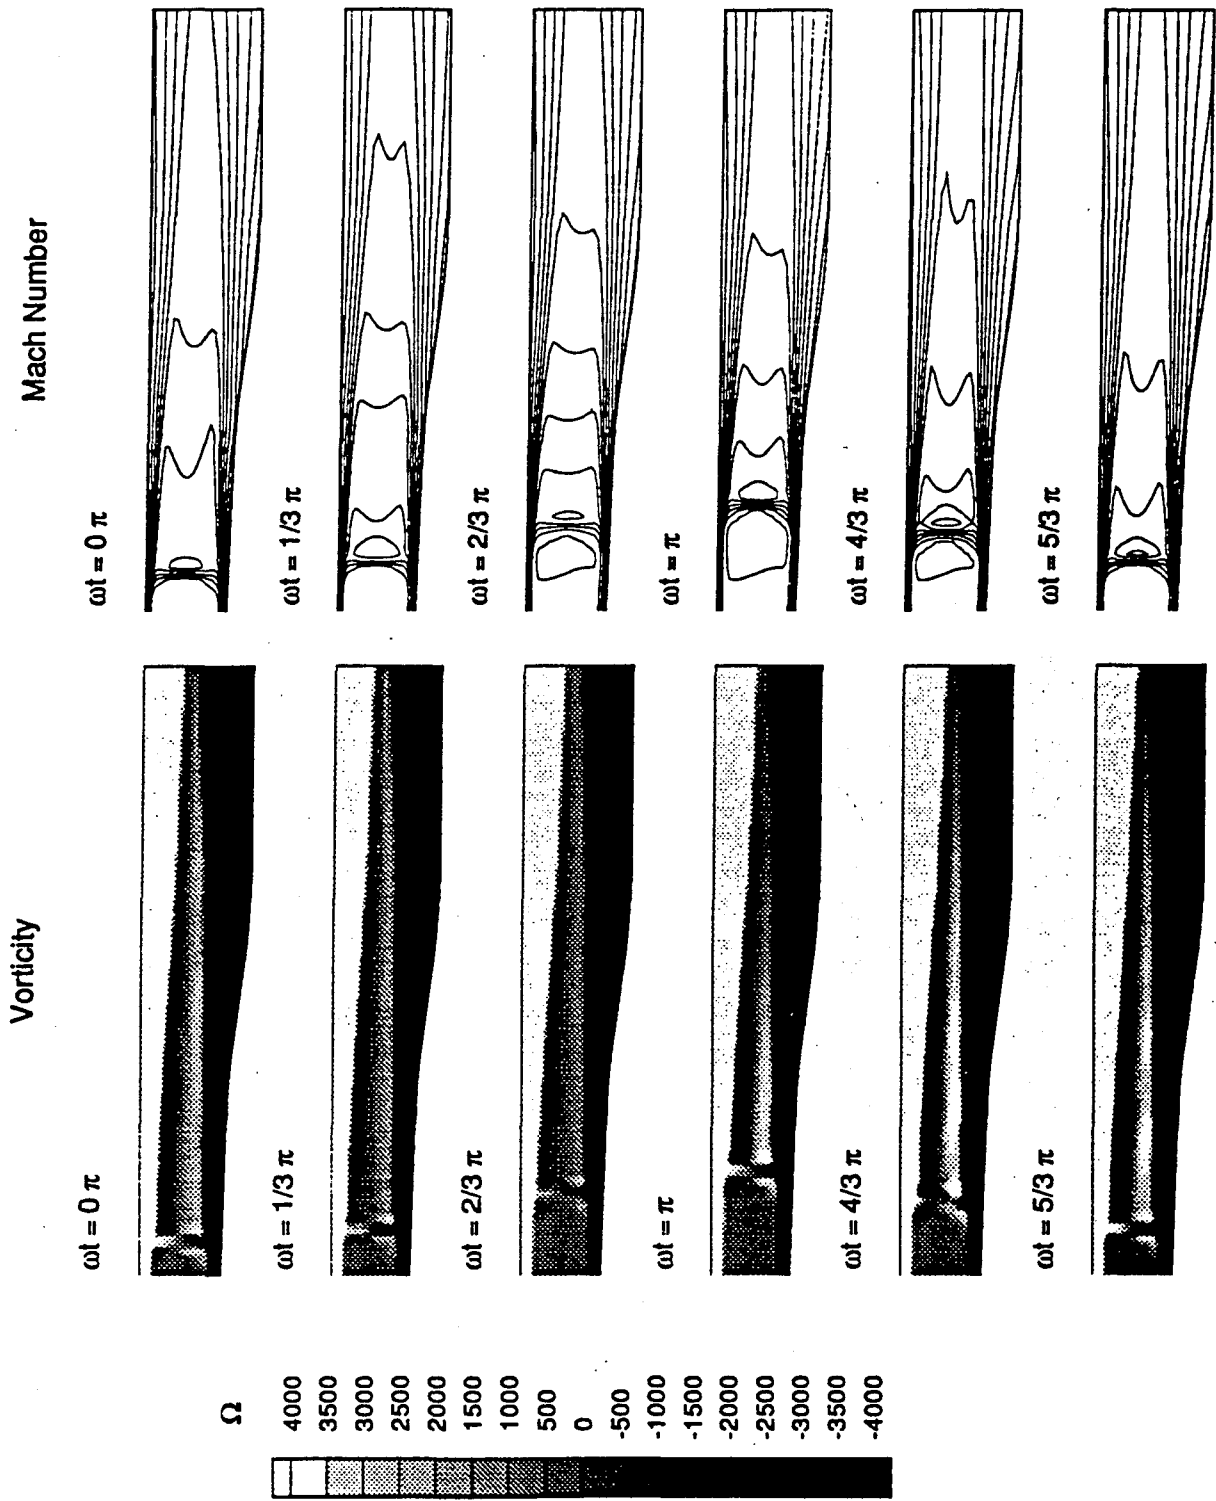 Vorticity
Mach Number
ωt = 0 π
ωt = 0 π
ωt = 1/3 π
ωt = 1/3 π
ωt = 2/3 π
ωt = 2/3 π
ωt = π
ωt = π
ωt = 4/3 π
ωt = 4/3 π
ωt = 5/3 π
ωt = 5/3 π
Ω
4000
3500
3000
2500
2000
1500
1000
500
0
-500
-1000
-1500
-2000
-2500
-3000
-3500
-4000